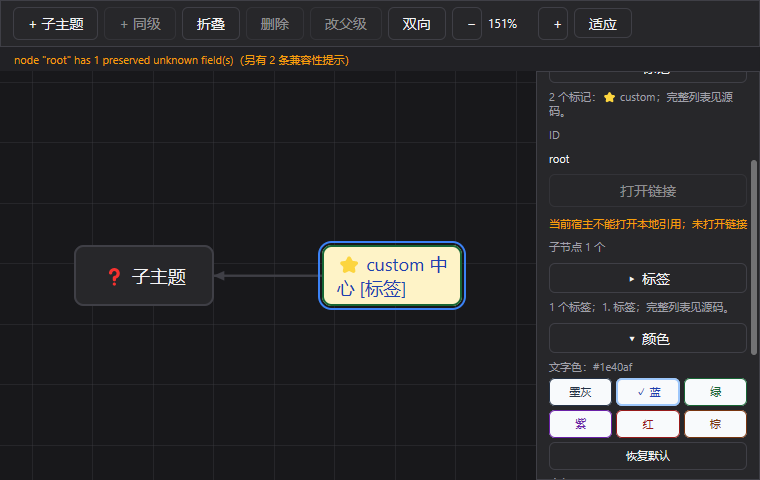 + 子主题 + 同级 折叠 删除 改父级 双向 − 151% + 适应
node "root" has 1 preserved unknown field(s)（另有 2 条兼容性提示）
2 个标记：⭐ custom；完整列表见源
码。
ID
root
打开链接
当前宿主不能打开本地引用；未打开链接
子节点 1 个
▸ 标签
1 个标签；1. 标签；完整列表见源码。
▾ 颜色
文字色：#1e40af
墨灰 ✓ 蓝 绿
紫 红 棕
恢复默认
❓ 子主题
⭐ custom 中
心 [标签]